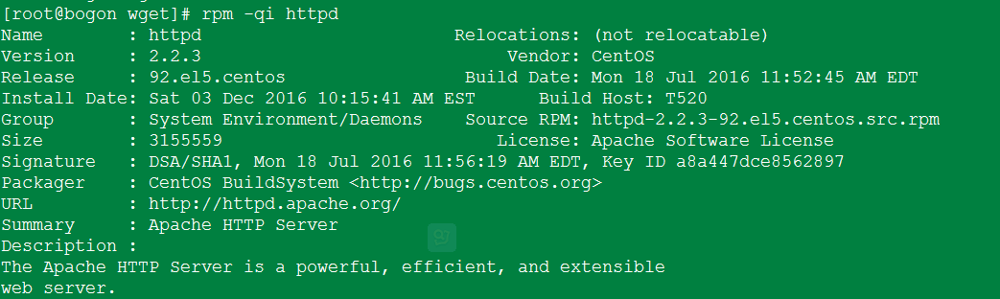 [root@bogon wget]# rpm -qi httpd
Name        : httpd                        Relocations: (not relocatable)
Version     : 2.2.3                             Vendor: CentOS
Release     : 92.el5.centos                 Build Date: Mon 18 Jul 2016 11:52:45 AM EDT
Install Date: Sat 03 Dec 2016 10:15:41 AM EST      Build Host: T520
Group       : System Environment/Daemons    Source RPM: httpd-2.2.3-92.el5.centos.src.rpm
Size        : 3155559                          License: Apache Software License
Signature   : DSA/SHA1, Mon 18 Jul 2016 11:56:19 AM EDT, Key ID a8a447dce8562897
Packager    : CentOS BuildSystem <http://bugs.centos.org>
URL         : http://httpd.apache.org/
Summary     : Apache HTTP Server
Description :
The Apache HTTP Server is a powerful, efficient, and extensible
web server.